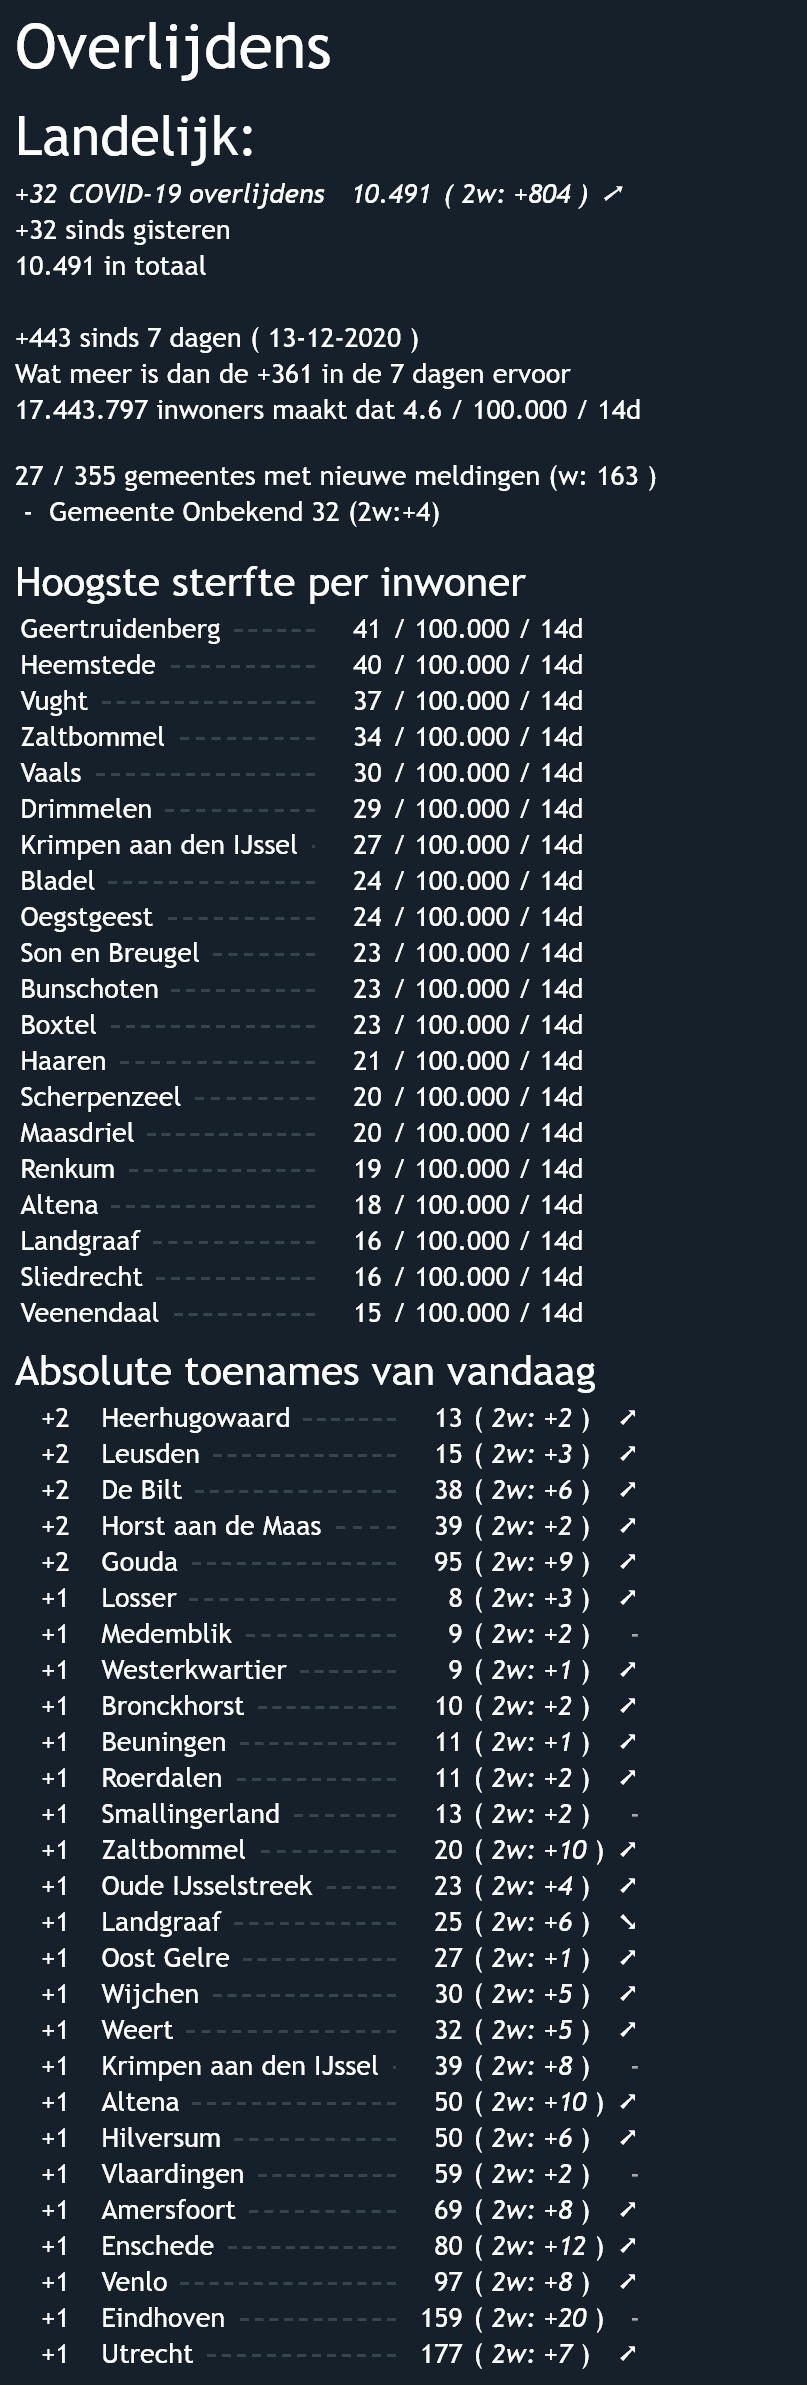 Overlijdens
Landelijk:
+32 COVID-19 overlijdens 10.491 ( 2w: +804 ) ➚
+32 sinds gisteren
10.491 in totaal
+443 sinds 7 dagen ( 13-12-2020 )
Wat meer is dan de +361 in de 7 dagen ervoor
17.443.797 inwoners maakt dat 4.6 / 100.000 / 14d
27 / 355 gemeentes met nieuwe meldingen (w: 163 )
- Gemeente Onbekend 32 (2w:+4)
Hoogste sterfte per inwoner
Geertruidenberg ------ 41 / 100.000 / 14d
Heemstede ---------- 40 / 100.000 / 14d
Vught --------------- 37 / 100.000 / 14d
Zaltbommel --------- 34 / 100.000 / 14d
Vaals --------------- 30 / 100.000 / 14d
Drimmelen ---------- 29 / 100.000 / 14d
Krimpen aan den IJssel - 27 / 100.000 / 14d
Bladel -------------- 24 / 100.000 / 14d
Oegstgeest ---------- 24 / 100.000 / 14d
Son en Breugel ------- 23 / 100.000 / 14d
Bunschoten ---------- 23 / 100.000 / 14d
Boxtel -------------- 23 / 100.000 / 14d
Haaren ------------- 21 / 100.000 / 14d
Scherpenzeel -------- 20 / 100.000 / 14d
Maasdriel ----------- 20 / 100.000 / 14d
Renkum ------------- 19 / 100.000 / 14d
Altena -------------- 18 / 100.000 / 14d
Landgraaf ----------- 16 / 100.000 / 14d
Sliedrecht ----------- 16 / 100.000 / 14d
Veenendaal ---------- 15 / 100.000 / 14d
Absolute toenames van vandaag
+2 Heerhugowaard ------- 13 ( 2w: +2 ) ➚
+2 Leusden ------------- 15 ( 2w: +3 ) ➚
+2 De Bilt -------------- 38 ( 2w: +6 ) ➚
+2 Horst aan de Maas ---- 39 ( 2w: +2 ) ➚
+2 Gouda -------------- 95 ( 2w: +9 ) ➚
+1 Losser -------------- 8 ( 2w: +3 ) ➚
+1 Medemblik ---------- 9 ( 2w: +2 ) -
+1 Westerkwartier ------- 9 ( 2w: +1 ) ➚
+1 Bronckhorst ---------- 10 ( 2w: +2 ) ➚
+1 Beuningen ----------- 11 ( 2w: +1 ) ➚
+1 Roerdalen ----------- 11 ( 2w: +2 ) ➚
+1 Smallingerland ------- 13 ( 2w: +2 ) -
+1 Zaltbommel --------- 20 ( 2w: +10 ) ➚
+1 Oude IJsselstreek ----- 23 ( 2w: +4 ) ➚
+1 Landgraaf ----------- 25 ( 2w: +6 ) ➘
+1 Oost Gelre ----------- 27 ( 2w: +1 ) ➚
+1 Wijchen ------------- 30 ( 2w: +5 ) ➚
+1 Weert -------------- 32 ( 2w: +5 ) ➚
+1 Krimpen aan den IJssel - 39 ( 2w: +8 ) -
+1 Altena -------------- 50 ( 2w: +10 ) ➚
+1 Hilversum ----------- 50 ( 2w: +6 ) ➚
+1 Vlaardingen ---------- 59 ( 2w: +2 ) -
+1 Amersfoort ---------- 69 ( 2w: +8 ) ➚
+1 Enschede ------------ 80 ( 2w: +12 ) ➚
+1 Venlo --------------- 97 ( 2w: +8 ) ➚
+1 Eindhoven ----------- 159 ( 2w: +20 ) -
+1 Utrecht ------------- 177 ( 2w: +7 ) ➚